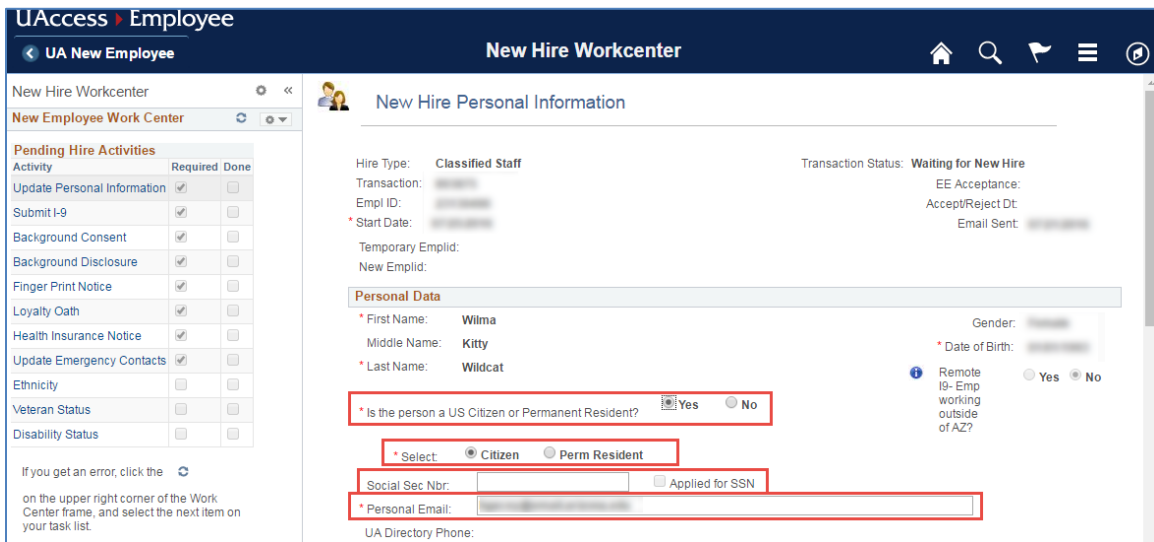 UAccess Employee
UA New Employee
New Hire Workcenter
New Hire Workcenter
New Employee Work Center
Pending Hire Activities
Activity Required Done
Update Personal Information
Submit I-9
Background Consent
Background Disclosure
Finger Print Notice
Loyalty Oath
Health Insurance Notice
Update Emergency Contacts
Ethnicity
Veteran Status
Disability Status
If you get an error, click the
on the upper right corner of the Work
Center frame, and select the next item on
your task list.
New Hire Personal Information
Hire Type: Classified Staff Transaction Status: Waiting for New Hire
Transaction: EE Acceptance:
Empl ID: Accept/Reject Dt:
* Start Date: Email Sent:
Temporary Emplid:
New Emplid:
Personal Data
* First Name: Wilma Gender:
Middle Name: Kitty * Date of Birth:
* Last Name: Wildcat
Remote
I9- Emp
working
outside
of AZ?
Yes No
* Is the person a US Citizen or Permanent Resident? Yes No
* Select: Citizen Perm Resident
Social Sec Nbr: Applied for SSN
* Personal Email:
UA Directory Phone: